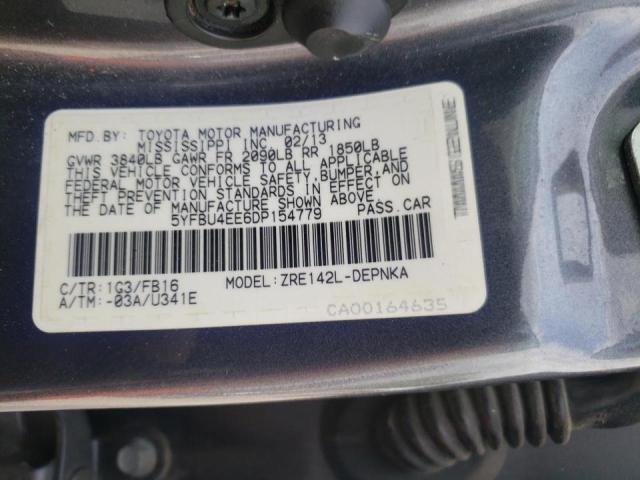 MFD.BY: TOYOTA MOTOR MANUFACTURING
MISSISSIPPI INC. 02/13
GVWR 3840LB GAWR FR 2090LB RR 1850LB
THIS VEHICLE CONFORMS TO ALL APPLICABLE
FEDERAL MOTOR VEHICLE SAFETY,BUMPER,AND
THEFT PREVENTION STANDARDS IN EFFECT ON
THE DATE OF MANUFACTURE SHOWN ABOVE.
5YFBU4EE6DP154779 PASS.CAR
C/TR:1G3/FB16 MODEL:ZRE142L-DEPNKA
A/TM:-03A/U341E
CA00164635